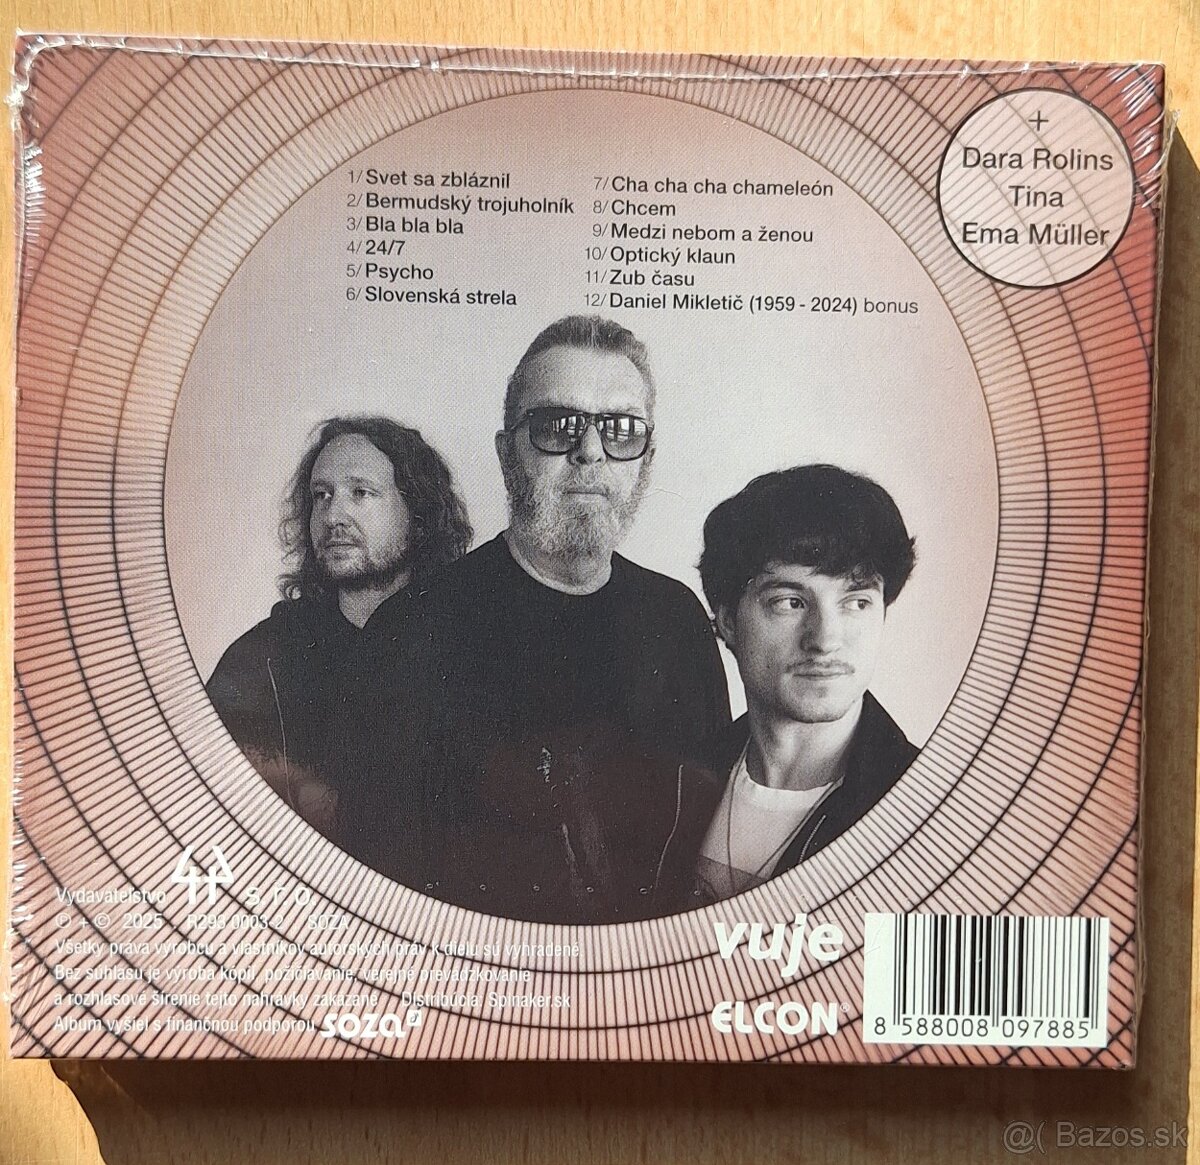 1/ Svet sa zbláznil
2/ Bermudský trojuholník
3/ Bla bla bla
4/ 24/7
5/ Psycho
6/ Slovenská strela
7/ Cha cha cha chameleón
8/ Chcem
9/ Medzi nebom a ženou
10/ Optický klaun
11/ Zub času
12/ Daniel Mikletič (1959 - 2024) bonus
+
Dara Rolins
Tina
Ema Müller
Vydavateľstvo s.r.o.
℗ + © 2025 R293 0003-2 SOZA
Všetky práva výrobcu a vlastníkov autorských práv k dielu sú vyhradené
Bez súhlasu je výroba kópií, požičiavanie, verejné prevádzkovanie
a rozhlasové šírenie tejto nahrávky zakázané Distribúcia: Spinaker.sk
Album vyšiel s finančnou podporou soza
vuje
ELCON®
8 588008 097885
@( Bazos.sk